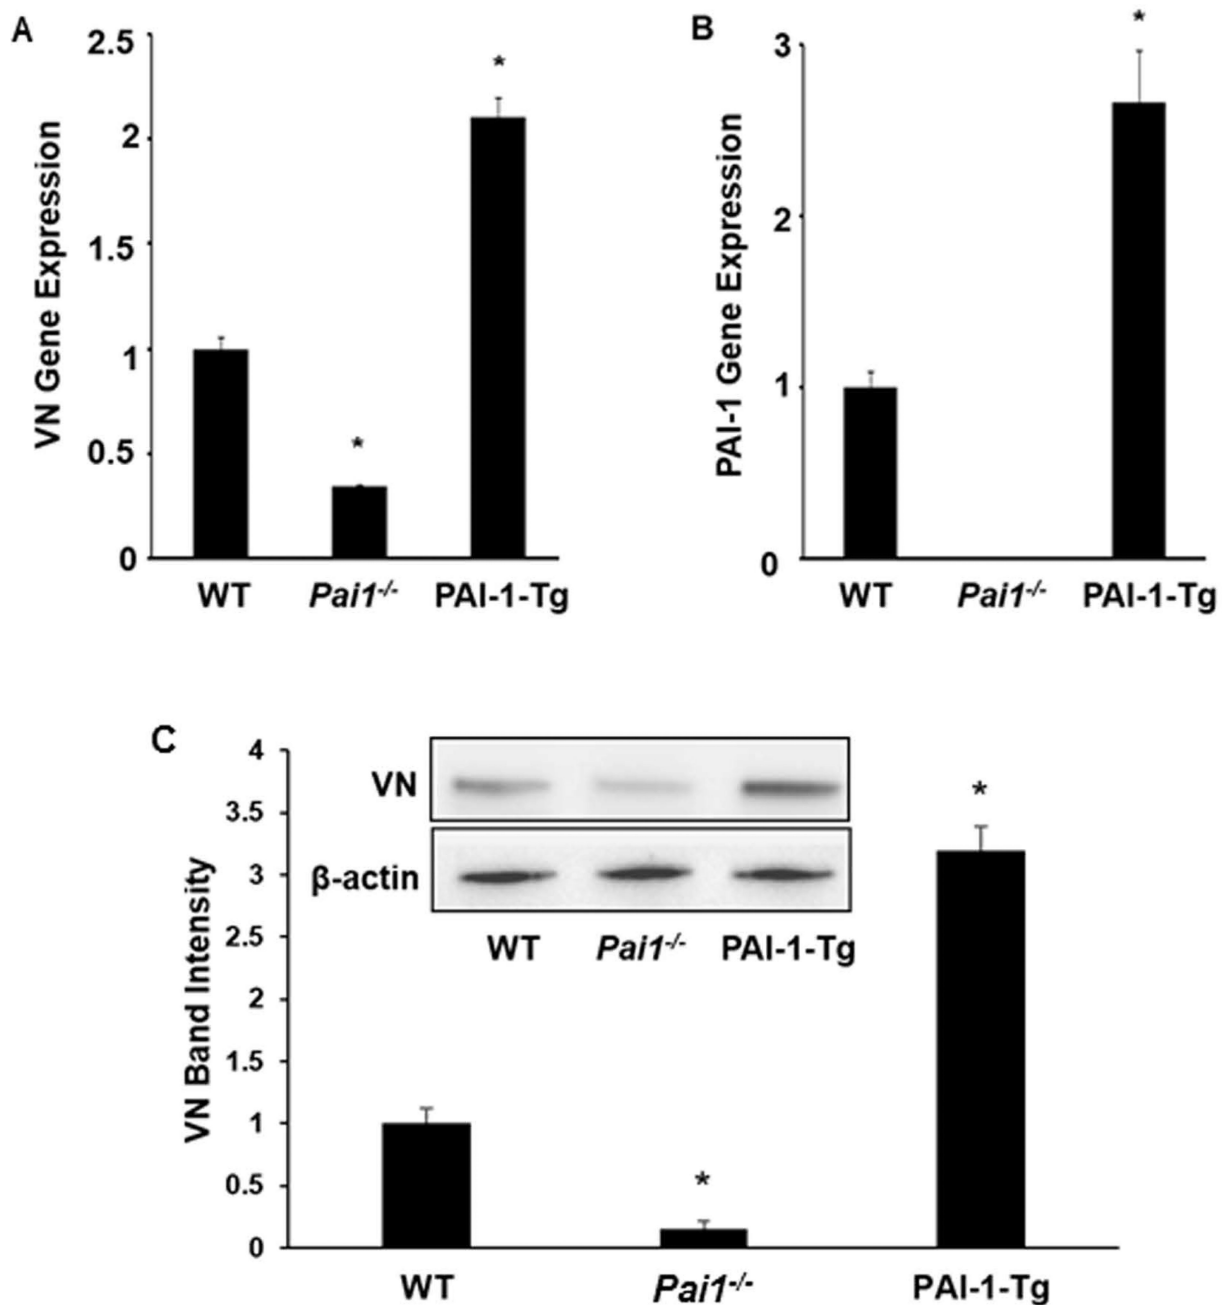 A
VN Gene Expression
2.5
2
1.5
1
0.5
0
*
*
WT Pai1-/- PAI-1-Tg
B
PAI-1 Gene Expression
3
2
1
0
*
WT Pai1-/- PAI-1-Tg
C
VN Band Intensity
4
3.5
3
2.5
2
1.5
1
0.5
0
VN
β-actin
WT Pai1-/- PAI-1-Tg
*
*
WT Pai1-/- PAI-1-Tg